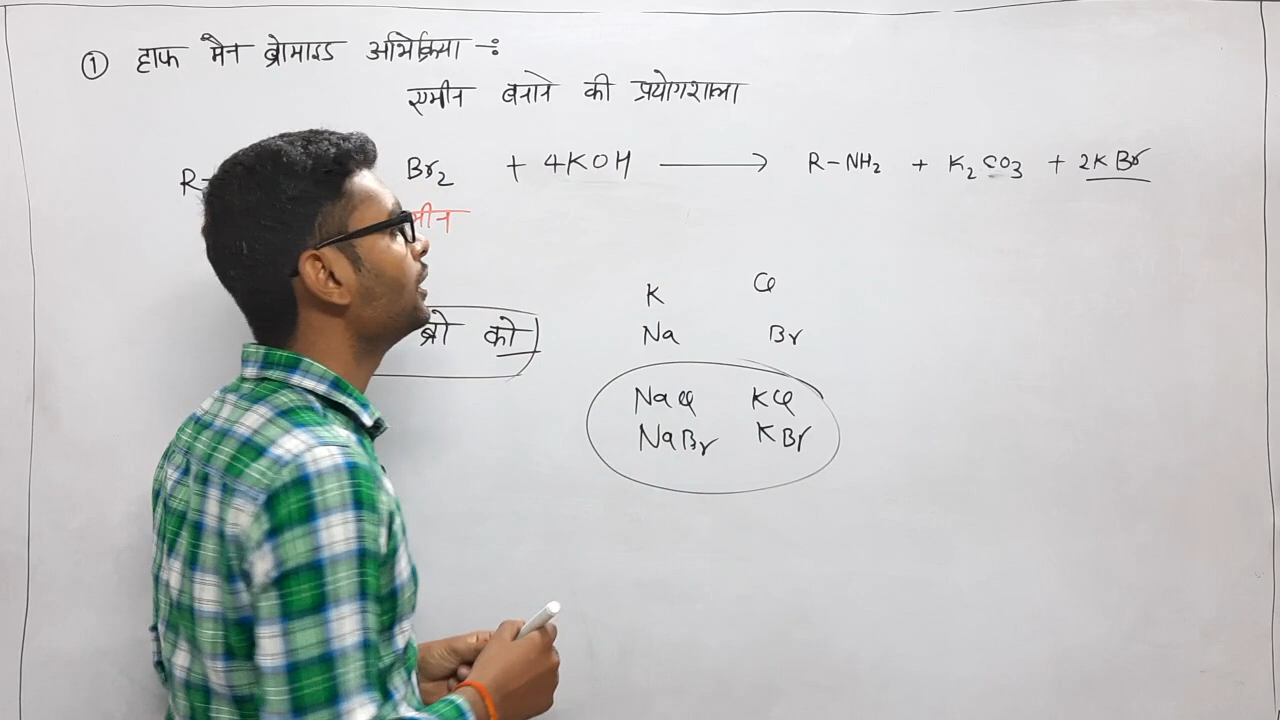 ① हाफ मैन ब्रोमाइड अभिक्रिया :-
एमीन बनाने की प्रयोगशाला
R- Br2 + 4KOH ⟶ R-NH2 + K2CO3 + 2KBr
मीन
K Cl
ब्रो को
Na Br
NaCl KCl
NaBr KBr